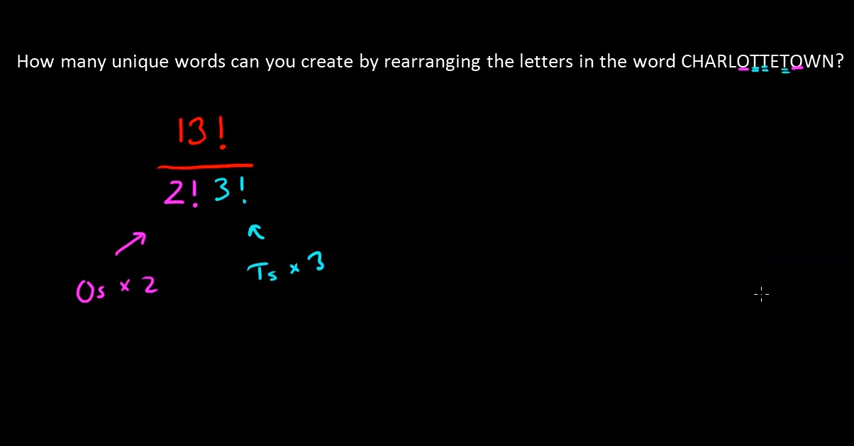 How many unique words can you create by rearranging the letters in the word CHARLOTTETOWN?
13!
2! 3!
Os × 2
Ts × 3